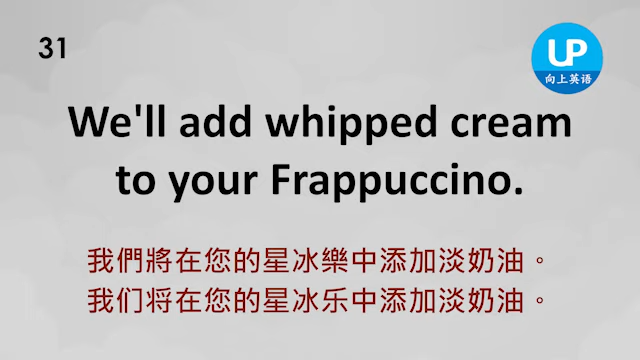 31
UP
向上英语
We'll add whipped cream
to your Frappuccino.
我們將在您的星冰樂中添加淡奶油。
我们将在您的星冰乐中添加淡奶油。